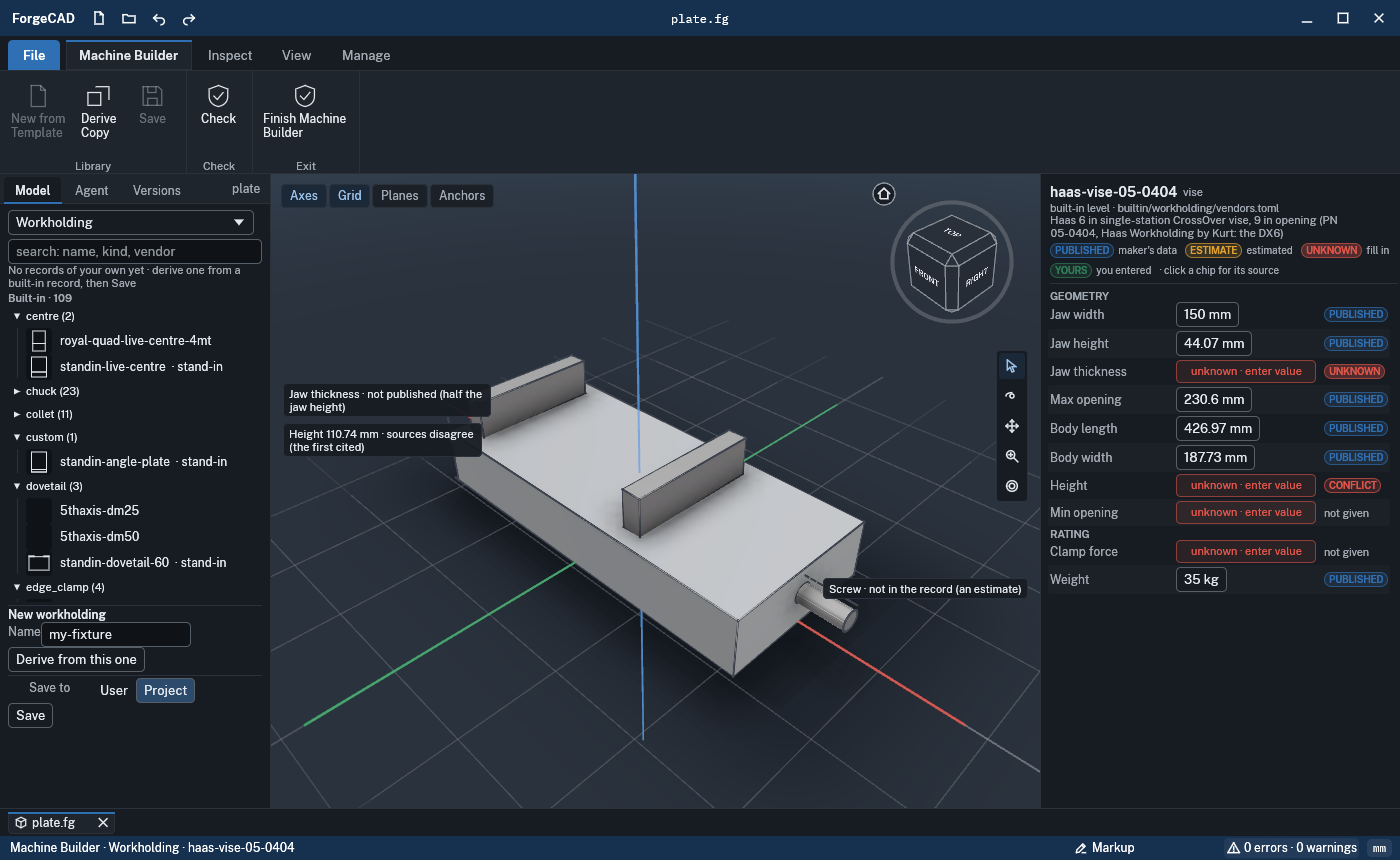 ForgeCAD
plate.fg
File
Machine Builder
Inspect
View
Manage
New from
Template
Derive
Copy
Save
Check
Finish Machine
Builder
Library
Check
Exit
Model
Agent
Versions
plate
Workholding
search: name, kind, vendor
No records of your own yet · derive one from a
built-in record, then Save
Built-in · 109
centre (2)
royal-quad-live-centre-4mt
standin-live-centre · stand-in
chuck (23)
collet (11)
custom (1)
standin-angle-plate · stand-in
dovetail (3)
5thaxis-dm25
5thaxis-dm50
standin-dovetail-60 · stand-in
edge_clamp (4)
New workholding
Name my-fixture
Derive from this one
Save to User Project
Save
Axes
Grid
Planes
Anchors
TOP
FRONT
RIGHT
Jaw thickness · not published (half the
jaw height)
Height 110.74 mm · sources disagree
(the first cited)
Screw · not in the record (an estimate)
haas-vise-05-0404 vise
built-in level · builtin/workholding/vendors.toml
Haas 6 in single-station CrossOver vise, 9 in opening (PN
05-0404, Haas Workholding by Kurt: the DX6)
PUBLISHED maker's data ESTIMATE estimated UNKNOWN fill in
YOURS you entered · click a chip for its source
GEOMETRY
Jaw width 150 mm PUBLISHED
Jaw height 44.07 mm PUBLISHED
Jaw thickness unknown · enter value UNKNOWN
Max opening 230.6 mm PUBLISHED
Body length 426.97 mm PUBLISHED
Body width 187.73 mm PUBLISHED
Height unknown · enter value CONFLICT
Min opening unknown · enter value not given
RATING
Clamp force unknown · enter value not given
Weight 35 kg PUBLISHED
plate.fg
Machine Builder · Workholding · haas-vise-05-0404
Markup
0 errors · 0 warnings
mm